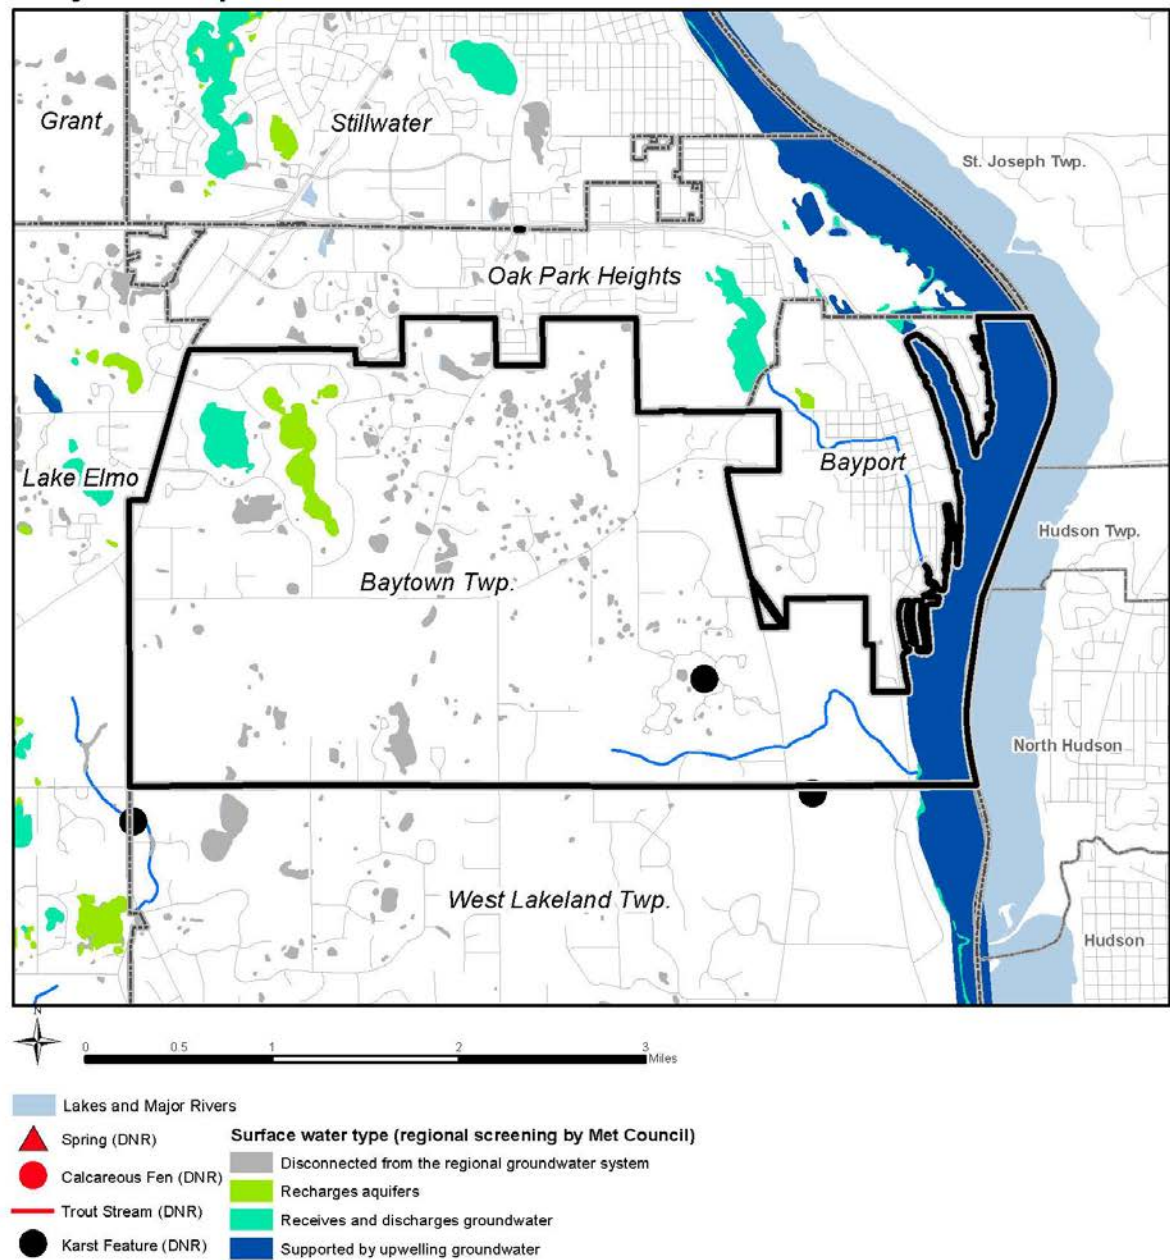 Grant
Stillwater
St. Joseph Twp.
Oak Park Heights
Lake Elmo
Bayport
Hudson Twp.
Baytown Twp.
North Hudson
West Lakeland Twp.
Hudson
N
0 0.5 1 2 3
Miles
Lakes and Major Rivers
Spring (DNR)
Surface water type (regional screening by Met Council)
Calcareous Fen (DNR)
Disconnected from the regional groundwater system
Trout Stream (DNR)
Recharges aquifers
Receives and discharges groundwater
Karst Feature (DNR)
Supported by upwelling groundwater